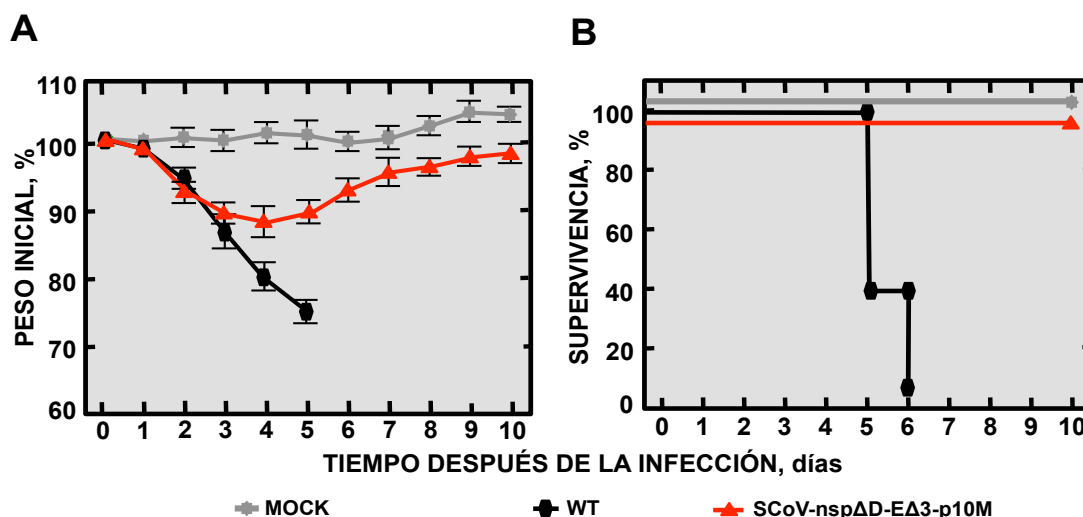 A
B
PESO INICIAL, %
110
100
90
80
70
60
0 1 2 3 4 5 6 7 8 9 10
SUPERVIVENCIA, %
100
80
60
40
20
0
0 1 2 3 4 5 6 7 8 9 10
TIEMPO DESPUÉS DE LA INFECCIÓN, días
MOCK WT SCoV-nsp∆D-E∆3-p10M